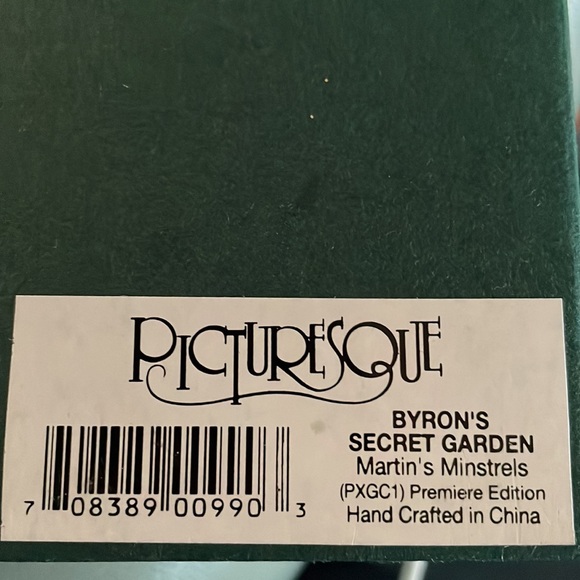 PICTURESQUE
BYRON'S
SECRET GARDEN
Martin's Minstrels
(PXGC1) Premiere Edition
Hand Crafted in China
7 08389 00990 3